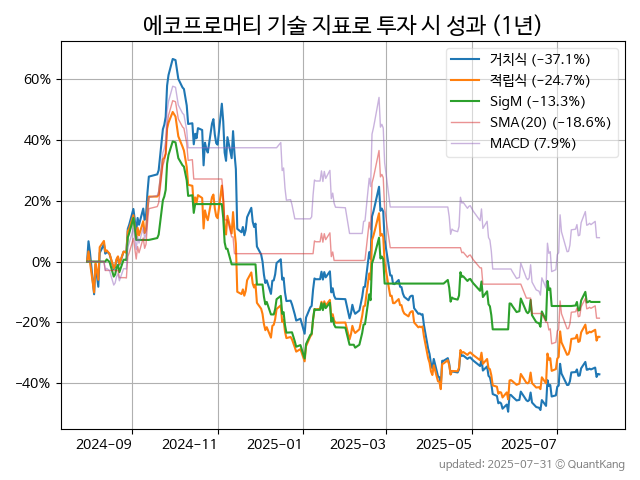 에코프로머티 기술 지표로 투자 시 성과 (1년)
거치식 (−37.1%)
적립식 (−24.7%)
SigM (−13.3%)
SMA(20) (−18.6%)
MACD (7.9%)
60%
40%
20%
0%
−20%
−40%
2024−09
2024−11
2025−01
2025−03
2025−05
2025−07
updated: 2025-07-31 © QuantKang